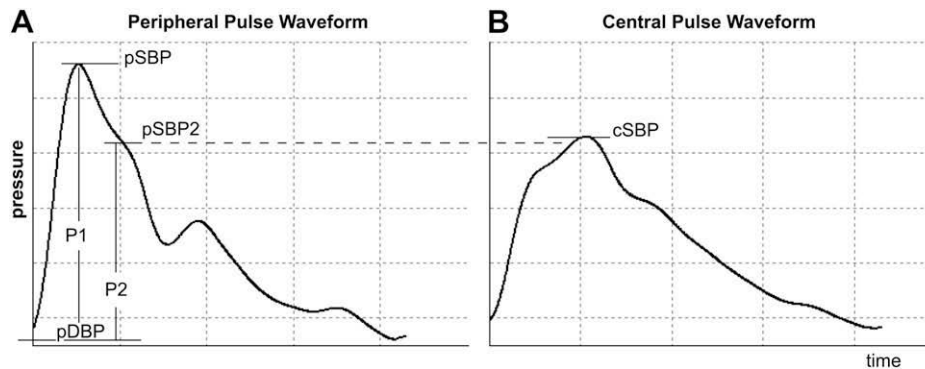 A
Peripheral Pulse Waveform
B
Central Pulse Waveform
pSBP
pSBP2
cSBP
pressure
P1
P2
pDBP
time